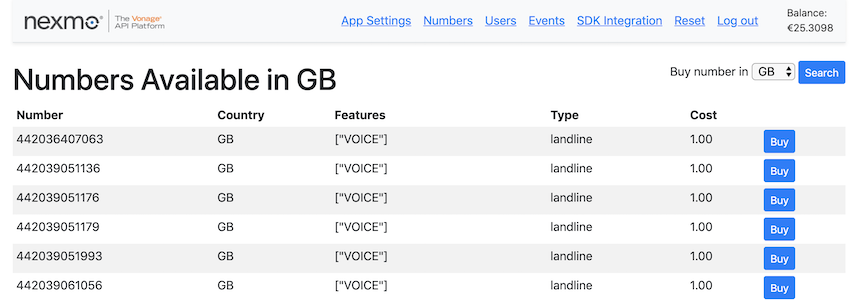 nexmo® The Vonage® API Platform App Settings Numbers Users Events SDK Integration Reset Log out Balance: €25.3098
Numbers Available in GB Buy number in GB Search
Number Country Features Type Cost
442036407063 GB ["VOICE"] landline 1.00 Buy
442039051136 GB ["VOICE"] landline 1.00 Buy
442039051176 GB ["VOICE"] landline 1.00 Buy
442039051179 GB ["VOICE"] landline 1.00 Buy
442039051993 GB ["VOICE"] landline 1.00 Buy
442039061056 GB ["VOICE"] landline 1.00 Buy